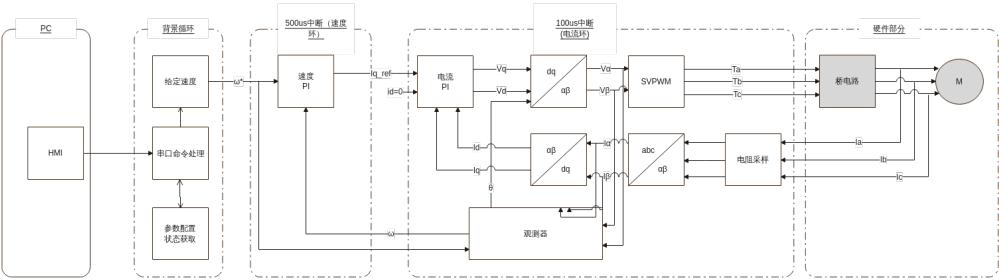 PC
背景循环
500us中断（速度
环）
100us中断
(电流环)
硬件部分
给定速度
ω*
速度
PI
Iq_ref
id=0
电流
PI
Vq
Vd
dq
αβ
Vα
Vβ
SVPWM
Ta
Tb
Tc
桥电路
M
HMI
串口命令处理
Id
Iq
αβ
dq
Iα
Iβ
abc
αβ
电阻采样
Ia
Ib
Ic
θ
参数配置
状态获取
ω
观测器